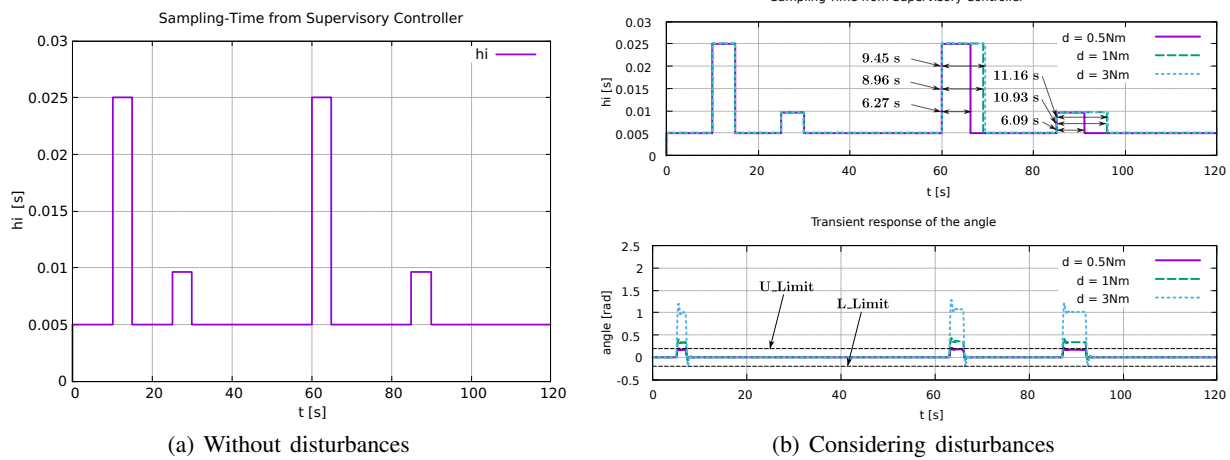 Sampling-Time from Supervisory Controller
hi
0.03
0.025
0.02
0.015
0.01
0.005
0
hi [s]
0 20 40 60 80 100 120
t [s]
(a) Without disturbances
Sampling-Time from Supervisory Controller
0.03
0.025
0.02
0.015
0.01
0.005
0
hi [s]
d = 0.5Nm
d = 1Nm
d = 3Nm
9.45 s
8.96 s
6.27 s
11.16 s
10.93 s
6.09 s
0 20 40 60 80 100 120
t [s]
Transient response of the angle
2.5
2
1.5
1
0.5
0
-0.5
angle [rad]
d = 0.5Nm
d = 1Nm
d = 3Nm
U_Limit
L_Limit
0 20 40 60 80 100 120
t [s]
(b) Considering disturbances